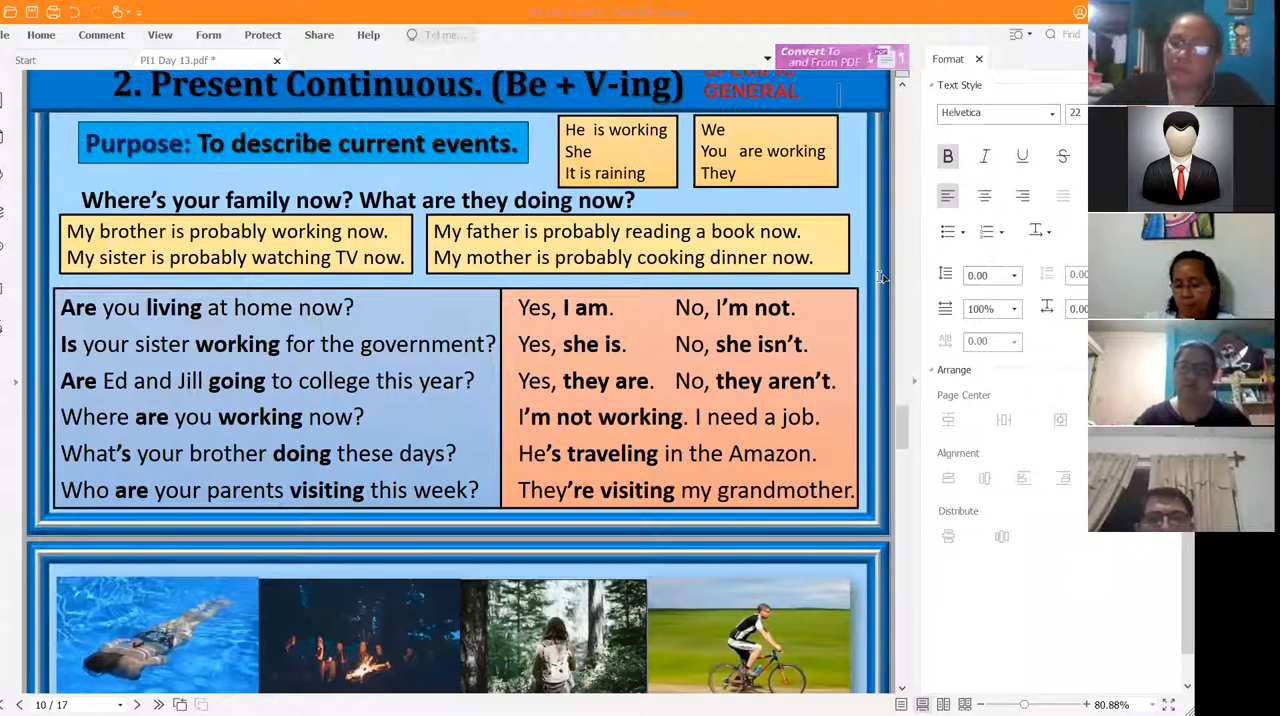 le Home Comment View Form Protect Share Help Tell me... Find
Start PI1 Day 13.pdf * Convert To and From PDF PDF Format
2. Present Continuous. (Be + V-ing) SPECIFIC
GENERAL
Purpose: To describe current events.
He is working
She
It is raining
We
You are working
They
Where's your family now? What are they doing now?
My brother is probably working now.
My sister is probably watching TV now.
My father is probably reading a book now.
My mother is probably cooking dinner now.
Are you living at home now? Yes, I am. No, I'm not.
Is your sister working for the government? Yes, she is. No, she isn't.
Are Ed and Jill going to college this year? Yes, they are. No, they aren't.
Where are you working now? I'm not working. I need a job.
What's your brother doing these days? He's traveling in the Amazon.
Who are your parents visiting this week? They're visiting my grandmother.
Text Style
Helvetica 22
B I U S
0.00 0.00
100% 0.00
0.00
Arrange
Page Center
Alignment
Distribute
10 / 17 80.88%